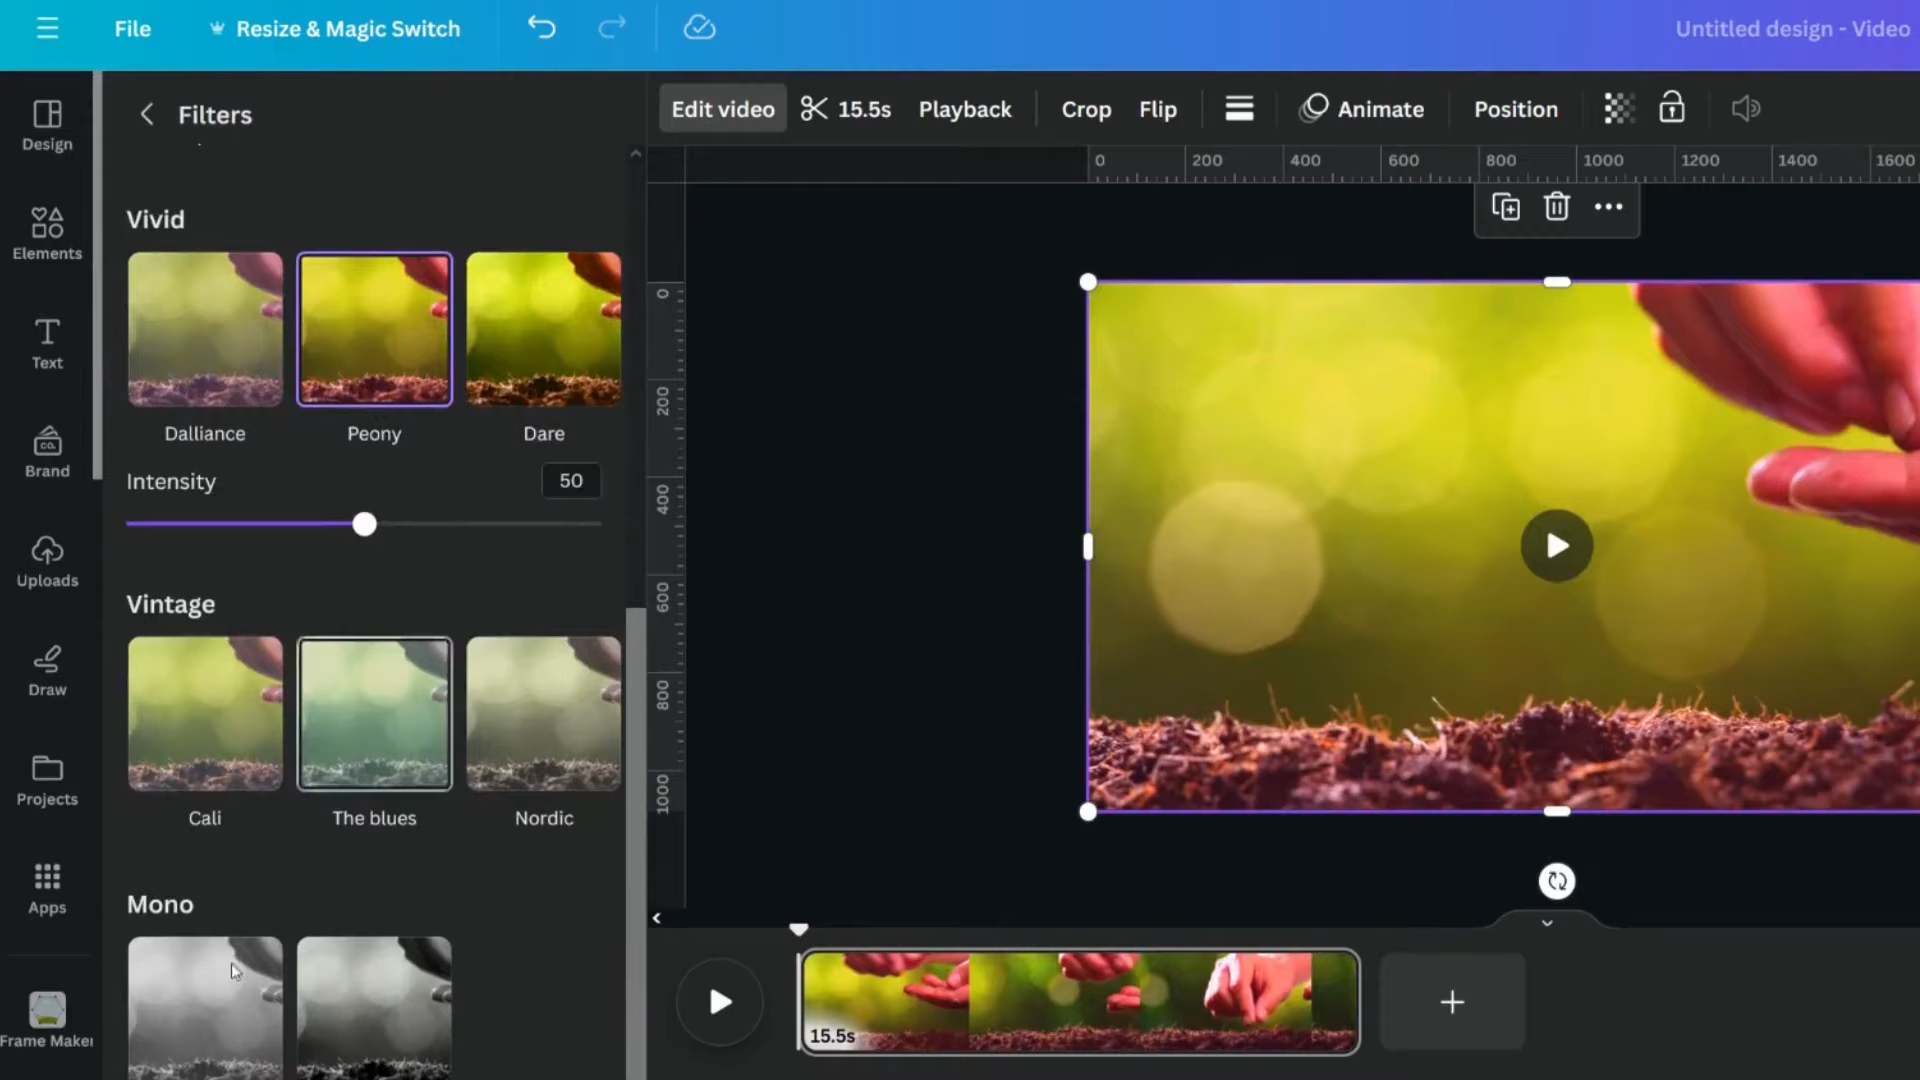 File
Resize & Magic Switch
Untitled design - Video
Design
Elements
Text
Brand
CO.
Uploads
Draw
Projects
Apps
Frame Maker
Filters
Vivid
Dalliance
Peony
Dare
Intensity
50
Vintage
Cali
The blues
Nordic
Mono
Edit video
15.5s
Playback
Crop
Flip
Animate
Position
0 200 400 600 800 1000 1200 1400 1600
0
200
400
600
800
1000
15.5s